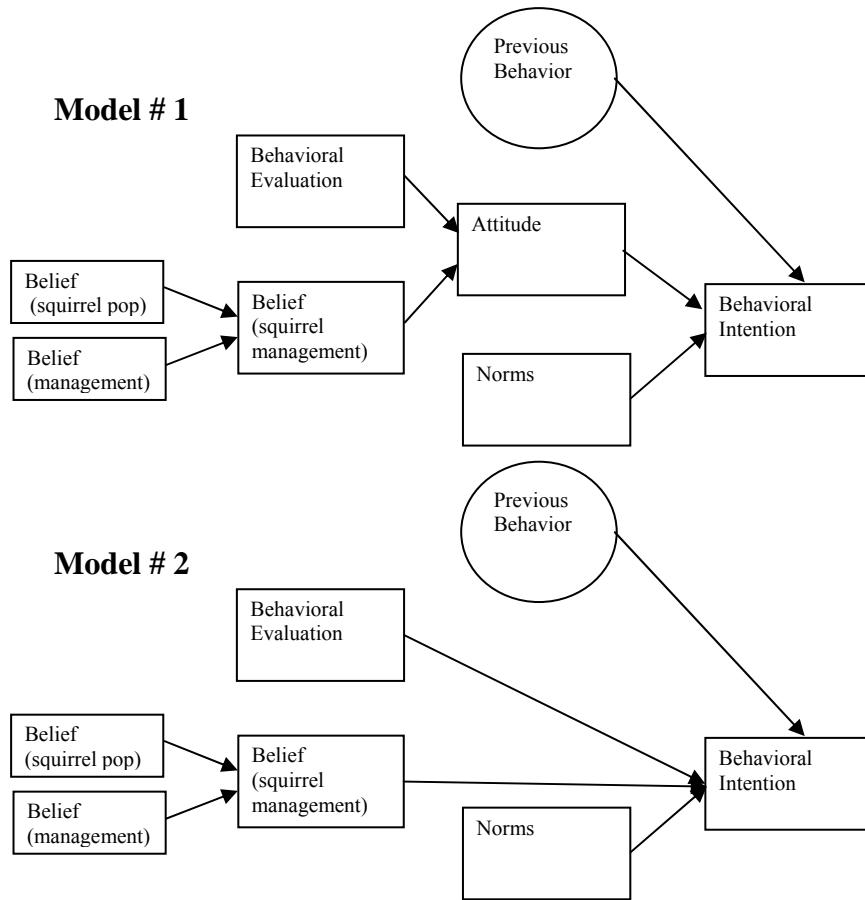 Previous
Behavior
Model # 1
Behavioral
Evaluation
Attitude
Belief
(squirrel pop)
Belief
(squirrel
management)
Behavioral
Intention
Belief
(management)
Norms
Previous
Behavior
Model # 2
Behavioral
Evaluation
Belief
(squirrel pop)
Belief
(squirrel
management)
Behavioral
Intention
Belief
(management)
Norms